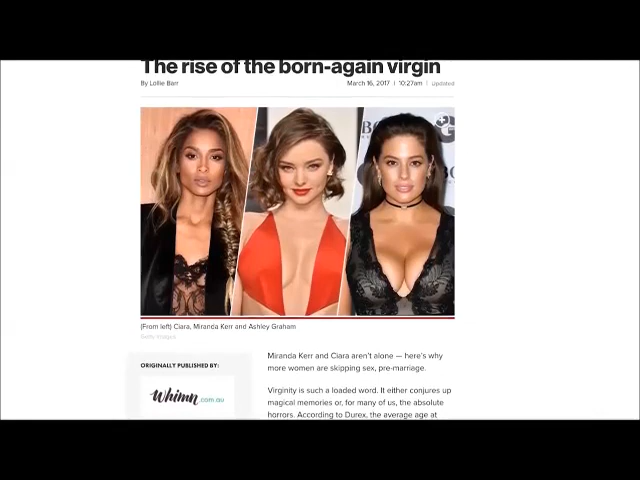 The rise of the born-again virgin
By Lollie Barr
March 16, 2017 | 10:27am | Updated
(From left) Ciara, Miranda Kerr and Ashley Graham
Getty Images
ORIGINALLY PUBLISHED BY:
Whimn.com.au
Miranda Kerr and Ciara aren't alone — here's why
more women are skipping sex, pre-marriage.
Virginity is such a loaded word. It either conjures up
magical memories or, for many of us, the absolute
horrors. According to Durex, the average age at